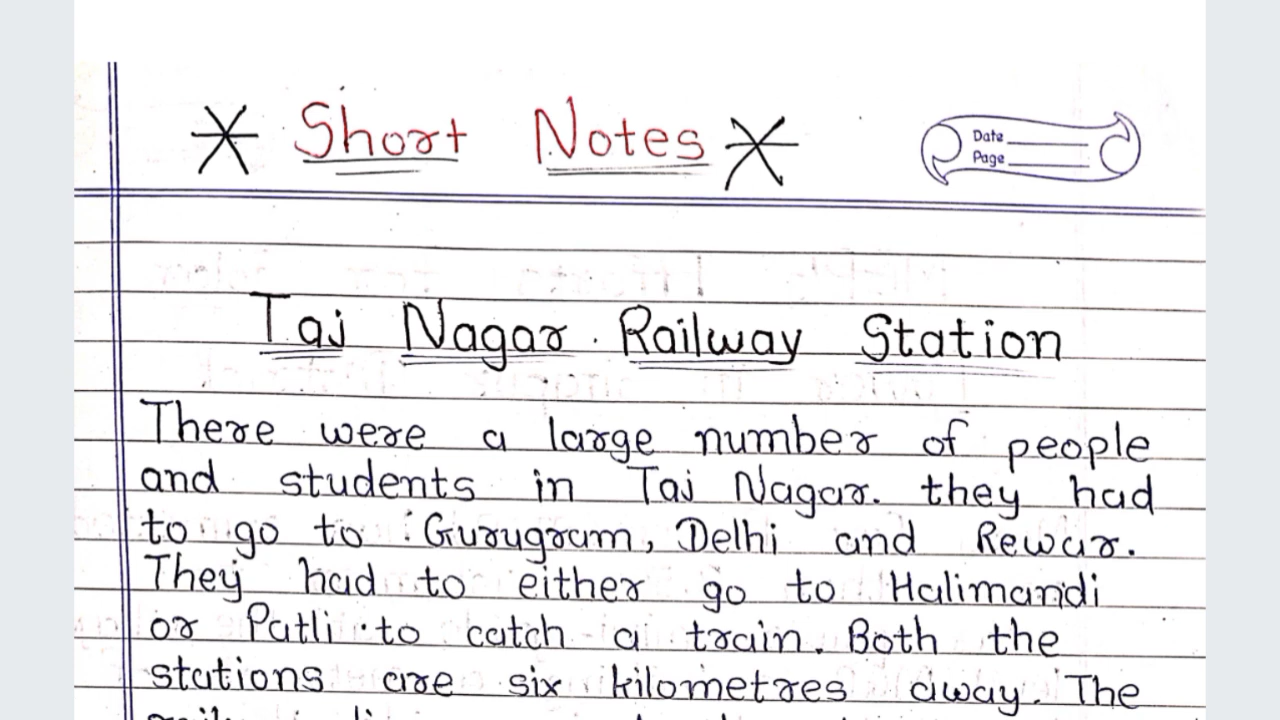 * Short Notes *
Date
Page
Taj Nagar Railway Station
There were a large number of people
and students in Taj Nagar. they had
to go to Gurugram, Delhi and Rewar.
They had to either go to Halimandi
or Patli to catch a train. Both the
stations are six kilometres away. The